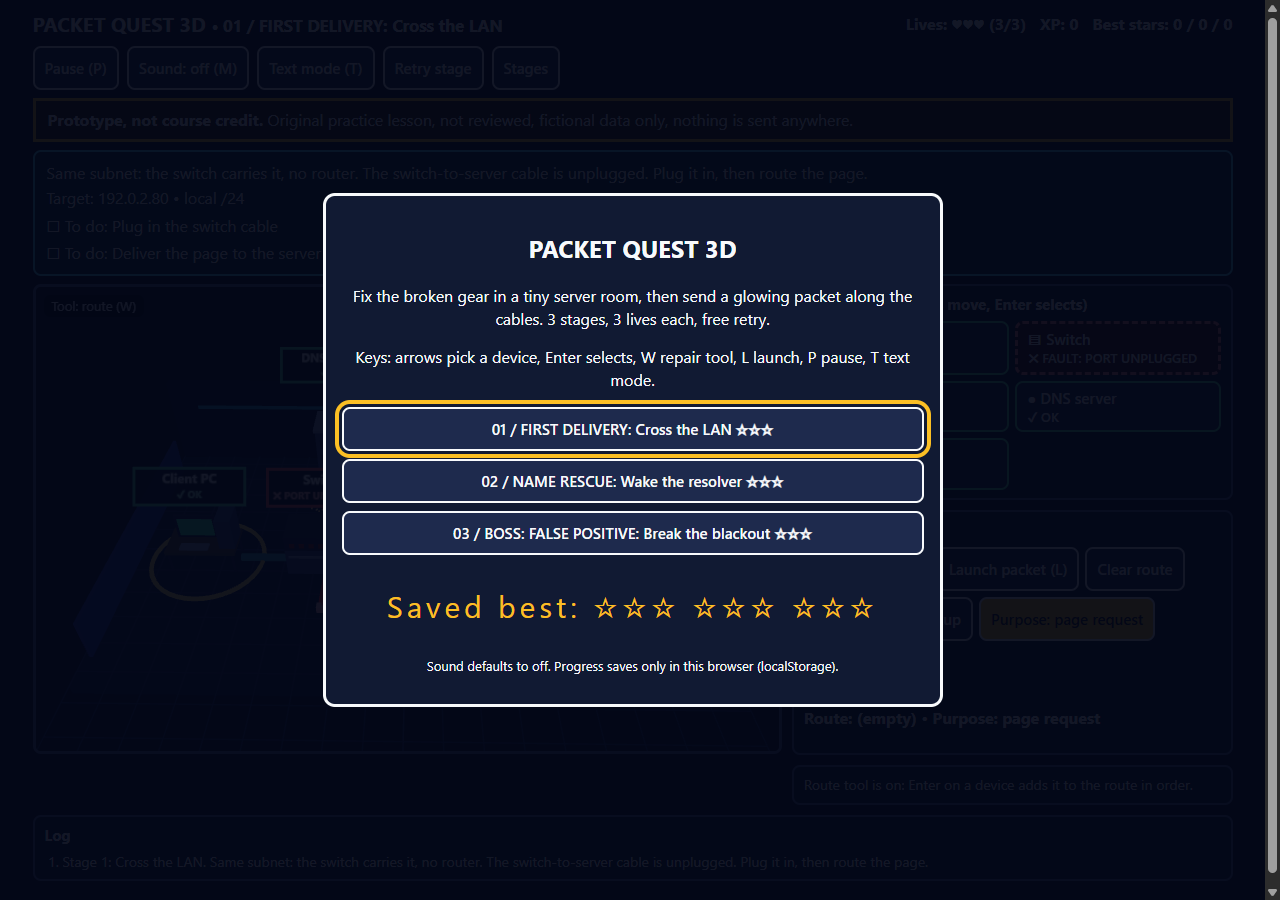 PACKET QUEST 3D • 01 / FIRST DELIVERY: Cross the LAN
Lives: ♥♥♥ (3/3) XP: 0 Best stars: 0 / 0 / 0
Pause (P) Sound: off (M) Text mode (T) Retry stage Stages
Prototype, not course credit. Original practice lesson, not reviewed, fictional data only, nothing is sent anywhere.
Same subnet: the switch carries it, no router. The switch-to-server cable is unplugged. Plug it in, then route the page.
Target: 192.0.2.80 • local /24
☐ To do: Plug in the switch cable
☐ To do: Deliver the page to the server
PACKET QUEST 3D
Fix the broken gear in a tiny server room, then send a glowing packet along the
cables. 3 stages, 3 lives each, free retry.
Keys: arrows pick a device, Enter selects, W repair tool, L launch, P pause, T text
mode.
01 / FIRST DELIVERY: Cross the LAN ☆☆☆
02 / NAME RESCUE: Wake the resolver ☆☆☆
03 / BOSS: FALSE POSITIVE: Break the blackout ☆☆☆
Saved best: ☆☆☆ ☆☆☆ ☆☆☆
Sound defaults to off. Progress saves only in this browser (localStorage).
Tool: route (W)
DNS
Client PC
✓ OK
move, Enter selects)
Switch
✕ FAULT: PORT UNPLUGGED
DNS server
✓ OK
Launch packet (L) Clear route
Purpose: page request
Route: (empty) • Purpose: page request
Route tool is on: Enter on a device adds it to the route in order.
Log
1. Stage 1: Cross the LAN. Same subnet: the switch carries it, no router. The switch-to-server cable is unplugged. Plug it in, then route the page.